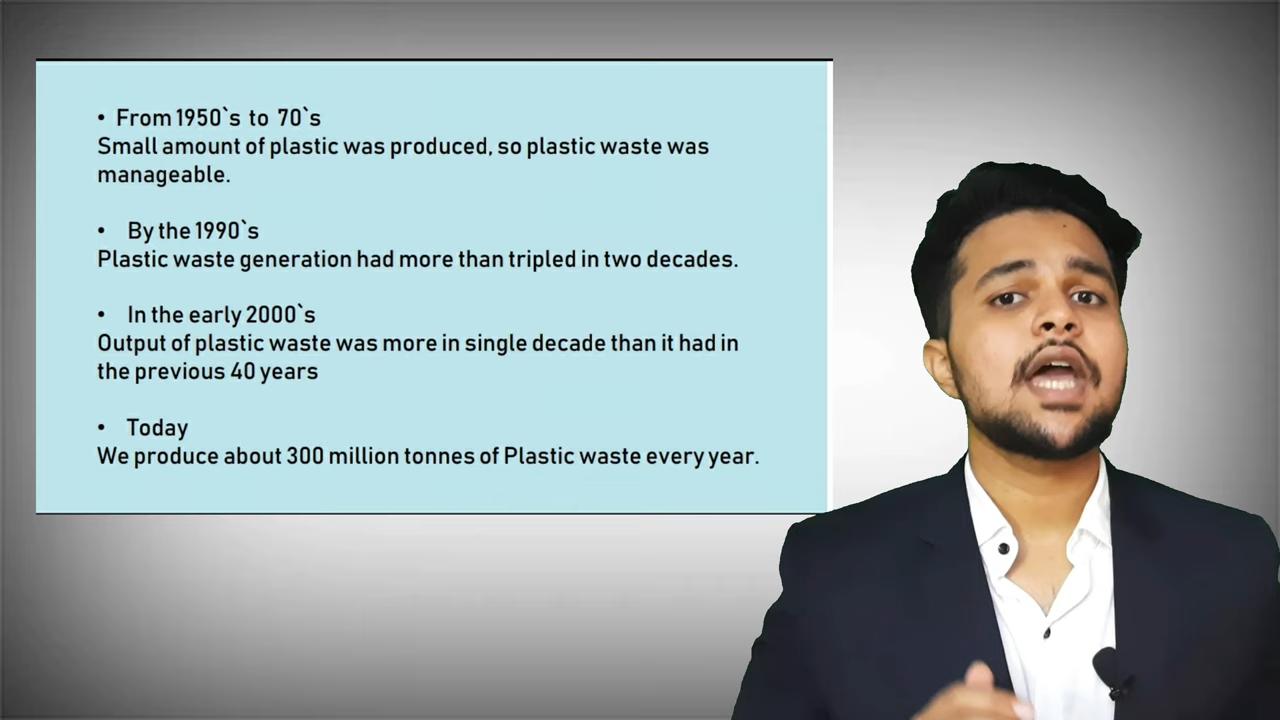 • From 1950`s to 70`s
Small amount of plastic was produced, so plastic waste was
manageable.
• By the 1990`s
Plastic waste generation had more than tripled in two decades.
• In the early 2000`s
Output of plastic waste was more in single decade than it had in
the previous 40 years
• Today
We produce about 300 million tonnes of Plastic waste every year.